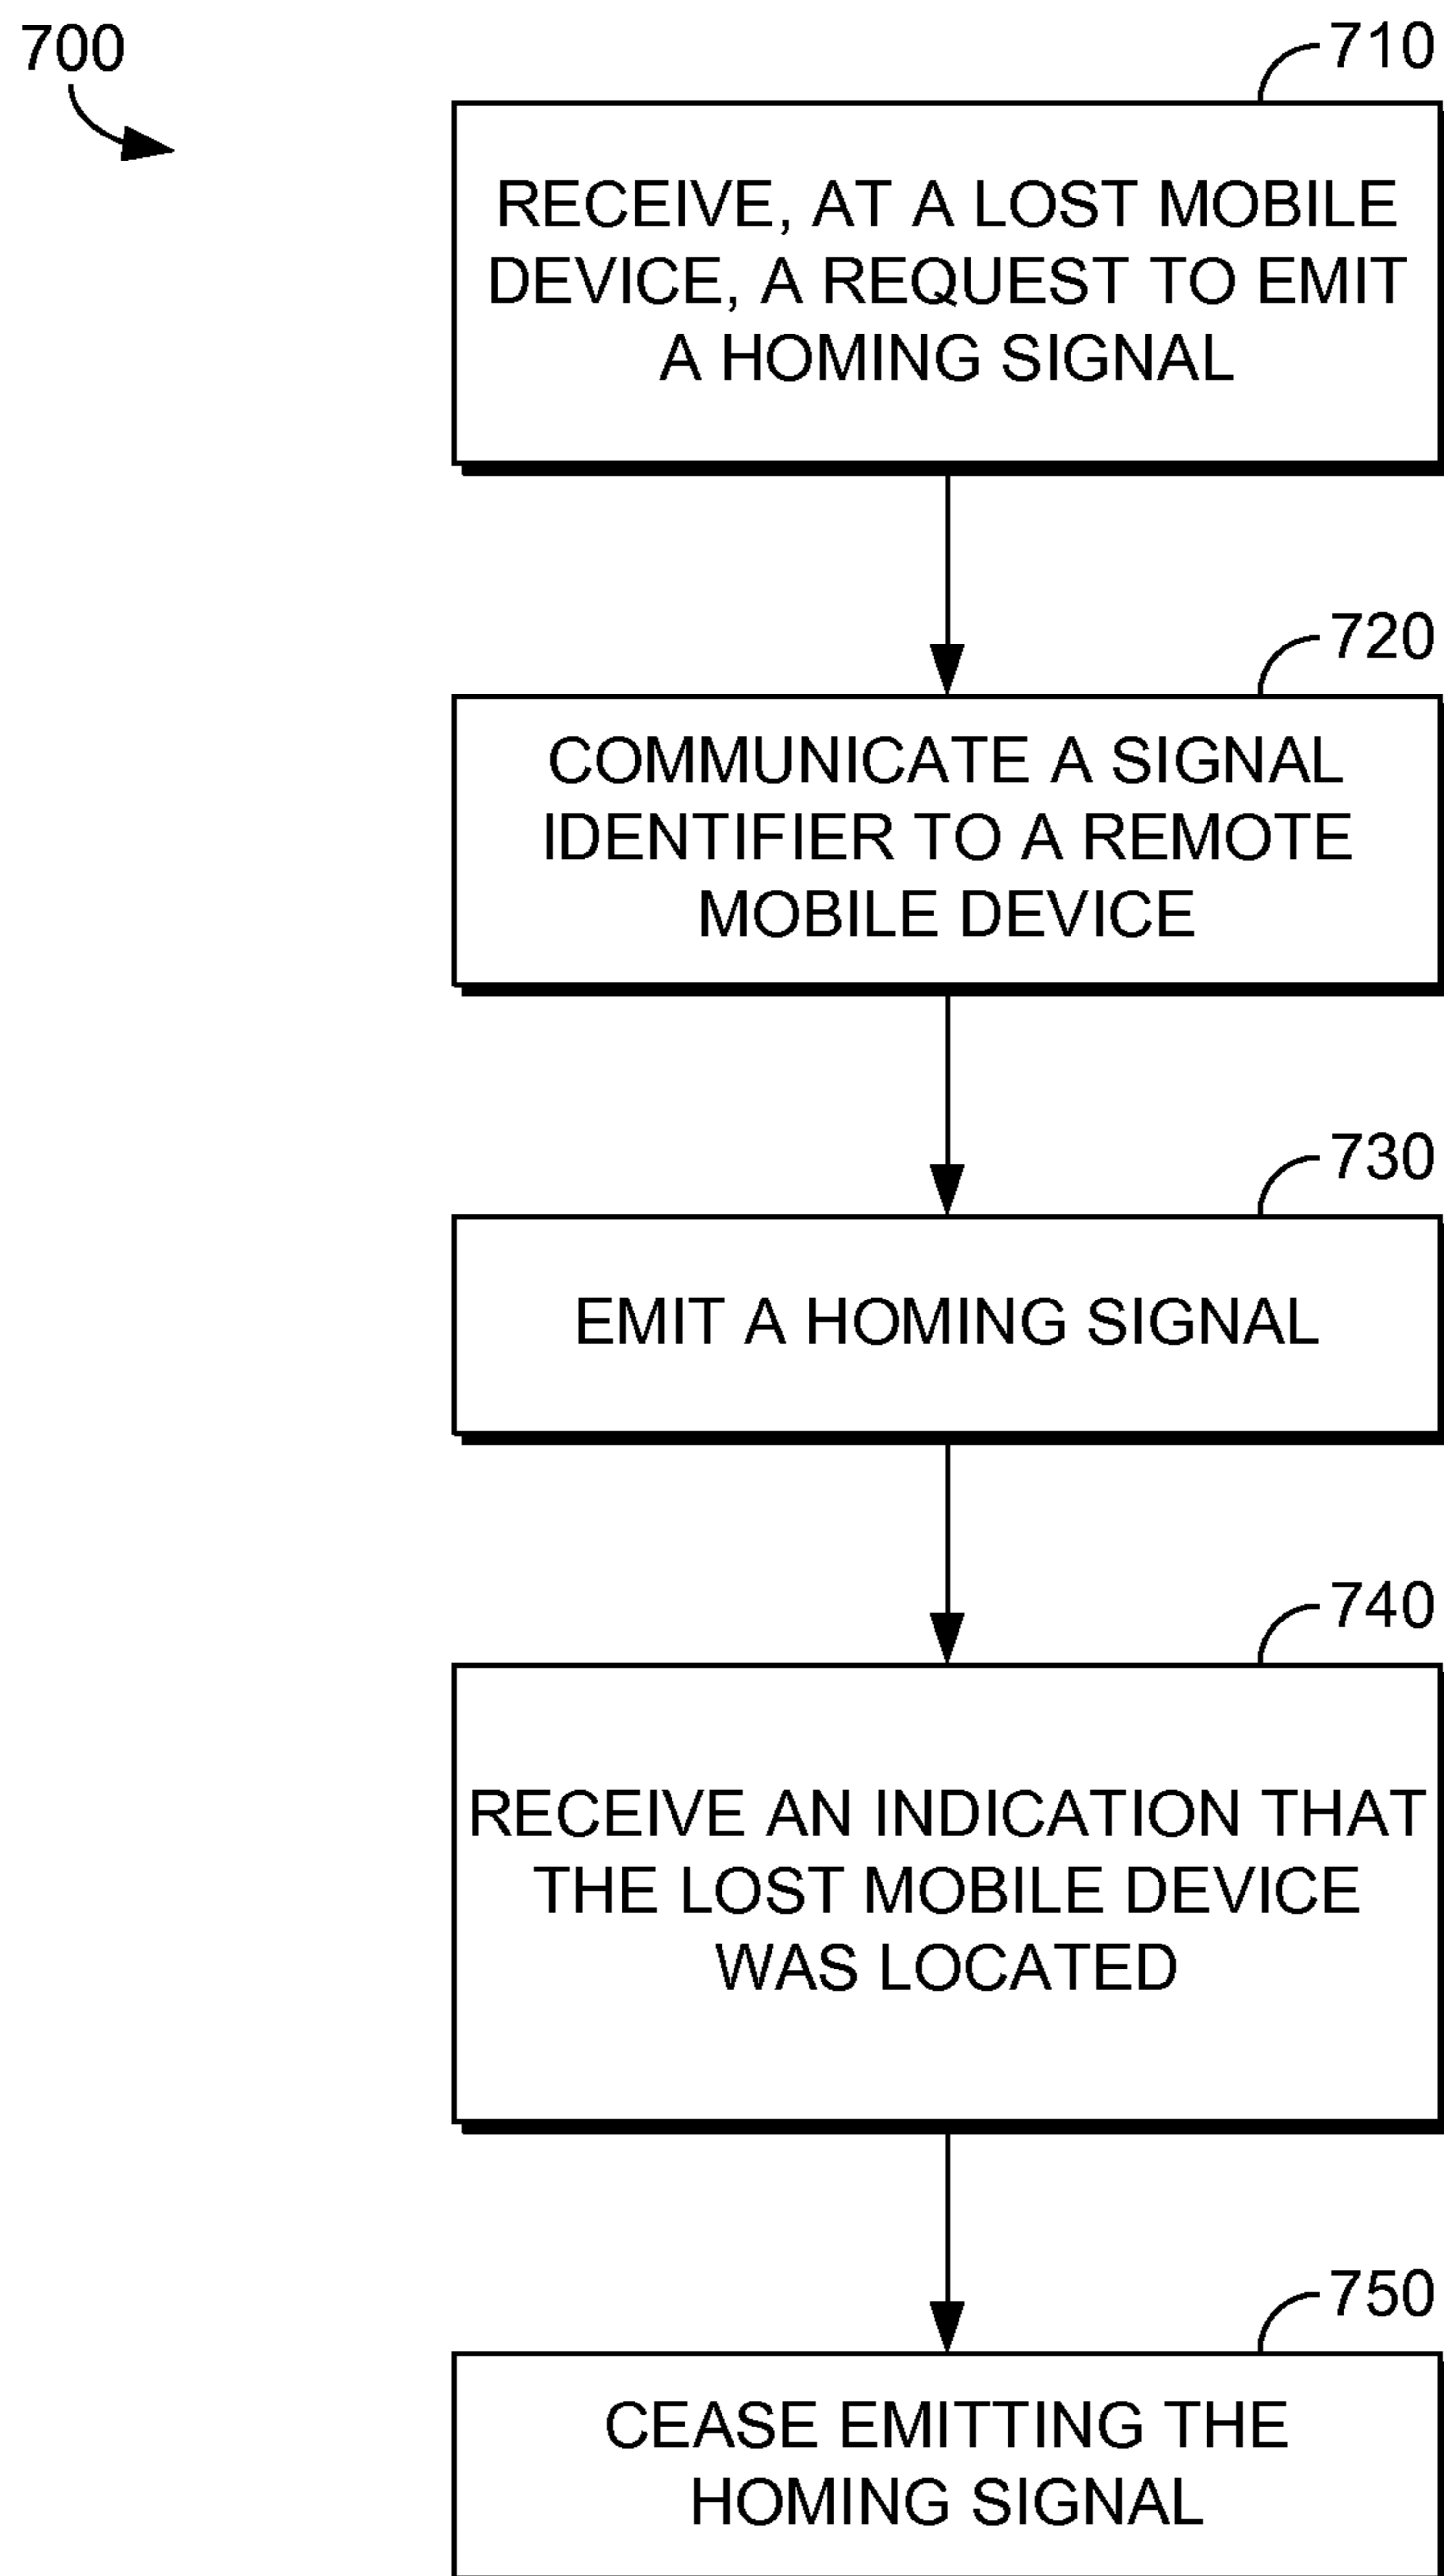 700
710
RECEIVE, AT A LOST MOBILE
DEVICE, A REQUEST TO EMIT
A HOMING SIGNAL
720
COMMUNICATE A SIGNAL
IDENTIFIER TO A REMOTE
MOBILE DEVICE
730
EMIT A HOMING SIGNAL
740
RECEIVE AN INDICATION THAT
THE LOST MOBILE DEVICE
WAS LOCATED
750
CEASE EMITTING THE
HOMING SIGNAL